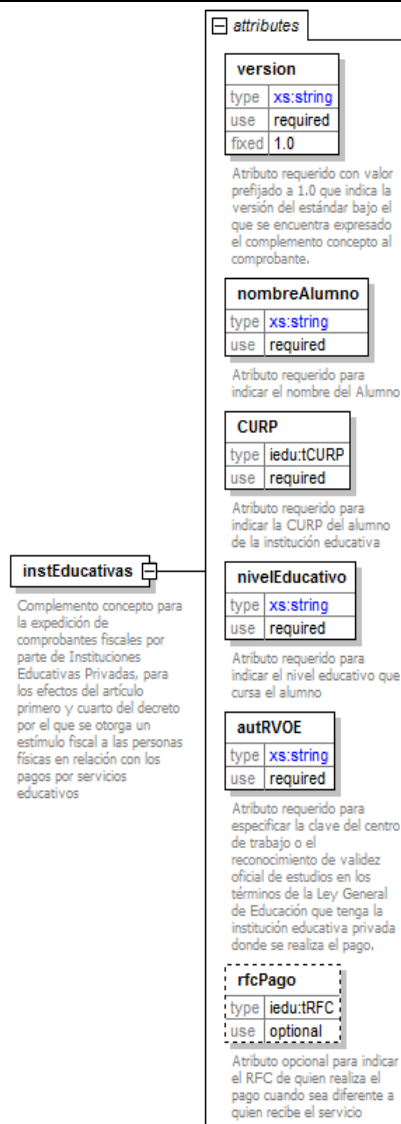 attributes
version
type xs:string
use required
fixed 1.0
Atributo requerido con valor
prefijado a 1.0 que indica la
versión del estándar bajo el
que se encuentra expresado
el complemento concepto al
comprobante.
nombreAlumno
type xs:string
use required
Atributo requerido para
indicar el nombre del Alumno
CURP
type iedu:tCURP
use required
Atributo requerido para
indicar la CURP del alumno
de la institución educativa
instEducativas
Complemento concepto para
la expedición de
comprobantes fiscales por
parte de Instituciones
Educativas Privadas, para
los efectos del artículo
primero y cuarto del decreto
por el que se otorga un
estímulo fiscal a las personas
físicas en relación con los
pagos por servicios
educativos
nivelEducativo
type xs:string
use required
Atributo requerido para
indicar el nivel educativo que
cursa el alumno
autRVOE
type xs:string
use required
Atributo requerido para
especificar la clave del centro
de trabajo o el
reconocimiento de validez
oficial de estudios en los
términos de la Ley General
de Educación que tenga la
institución educativa privada
donde se realiza el pago.
rfcPago
type iedu:tRFC
use optional
Atributo opcional para indicar
el RFC de quien realiza el
pago cuando sea diferente a
quien recibe el servicio